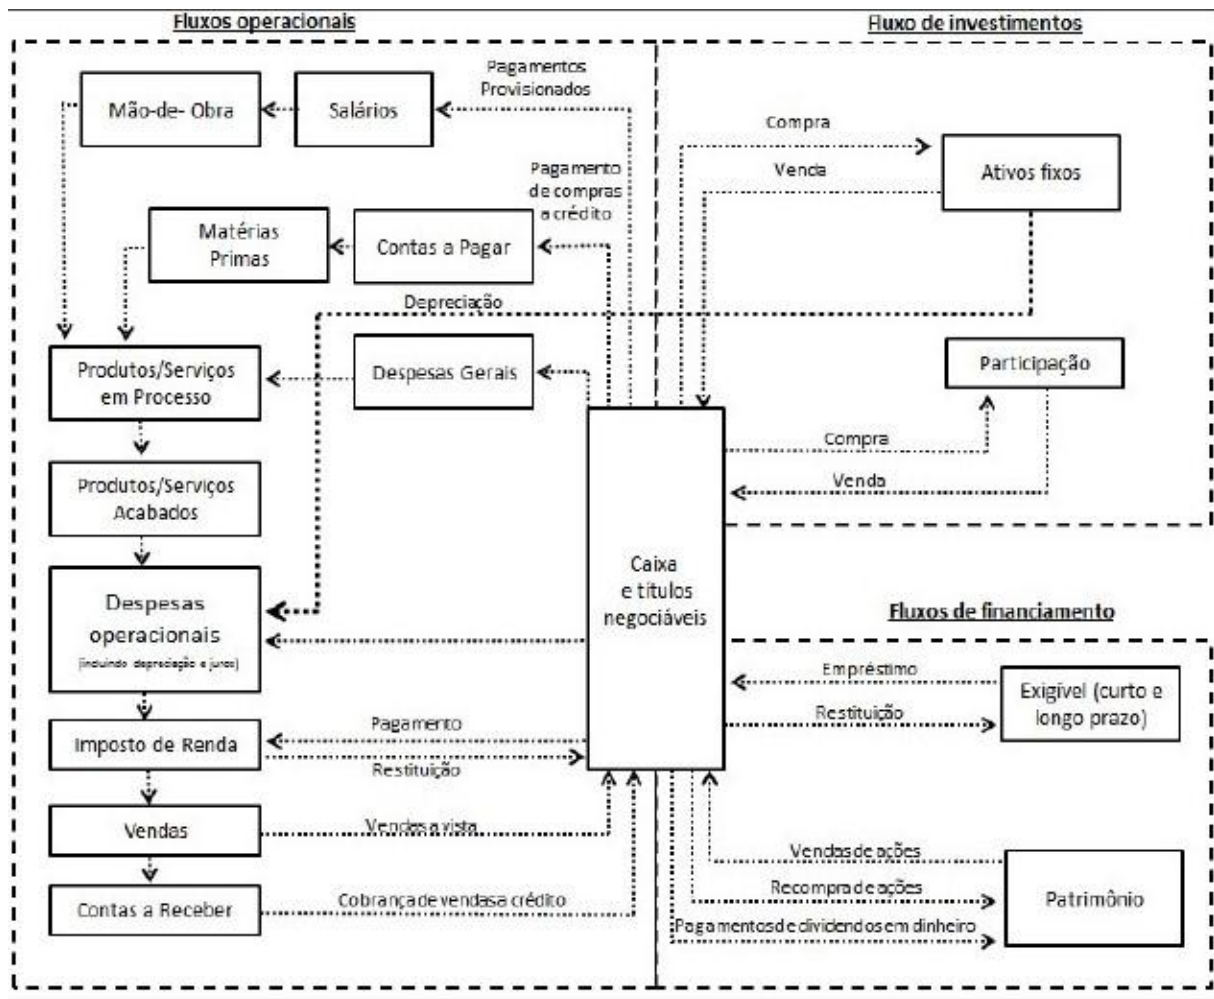 Fluxos operacionais
Fluxo de investimentos
Pagamentos
Provisionados
Mão-de- Obra
Salários
Compra
Venda
Ativos fixos
Pagamento
de compras
a crédito
Matérias
Primas
Contas a Pagar
Depreciação
Produtos/Serviços
em Processo
Despesas Gerais
Participação
Compra
Venda
Produtos/Serviços
Acabados
Caixa
e títulos
negociáveis
Despesas
operacionais
(incluindo depreciação e juros)
Fluxos de financiamento
Empréstimo
Restituição
Exigível (curto e
longo prazo)
Imposto de Renda
Pagamento
Restituição
Vendas
Vendas a vista
Contas a Receber
Cobrança de vendas a crédito
Vendas de ações
Recompra de ações
Pagamentos de dividendos em dinheiro
Patrimônio